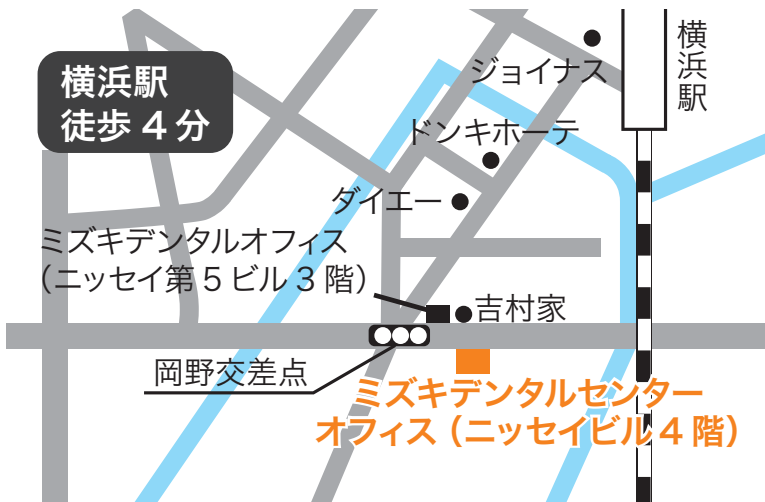 横浜駅
徒歩 4 分
横浜駅
ジョイナス
ドンキホーテ
ダイエー
ミズキデンタルオフィス
（ニッセイ第 5 ビル 3 階）
吉村家
岡野交差点
ミズキデンタルセンター
オフィス（ニッセイビル 4 階）